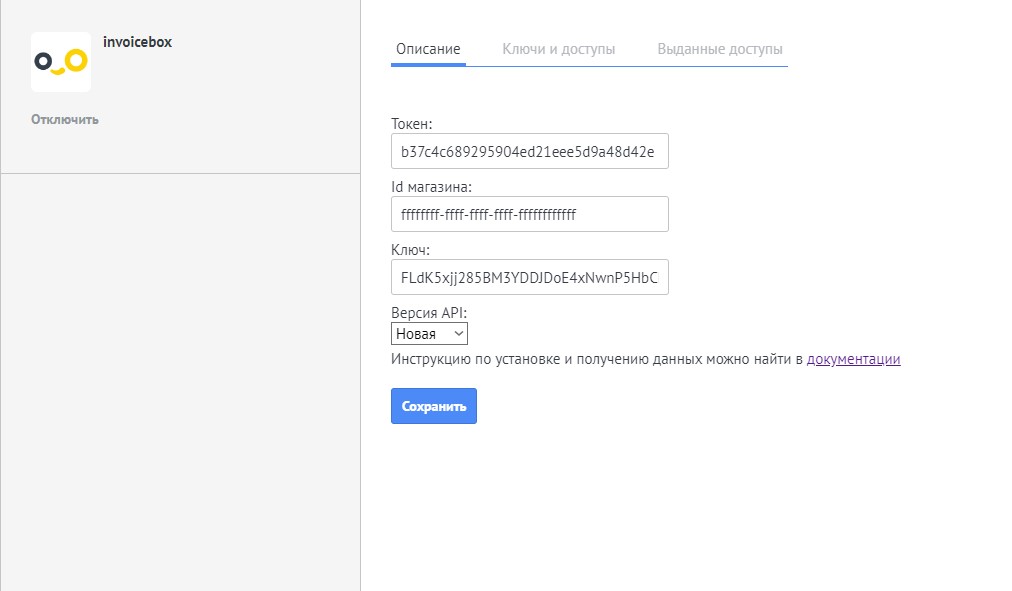 invoicebox
Отключить
Описание
Ключи и доступы
Выданные доступы
Токен:
b37c4c689295904ed21eee5d9a48d42e
Id магазина:
ffffffff-ffff-ffff-ffff-ffffffffffff
Ключ:
FLdK5xjj285BM3YDDJDoE4xNwnP5HbC
Версия API:
Новая
Инструкцию по установке и получению данных можно найти в документации
Сохранить